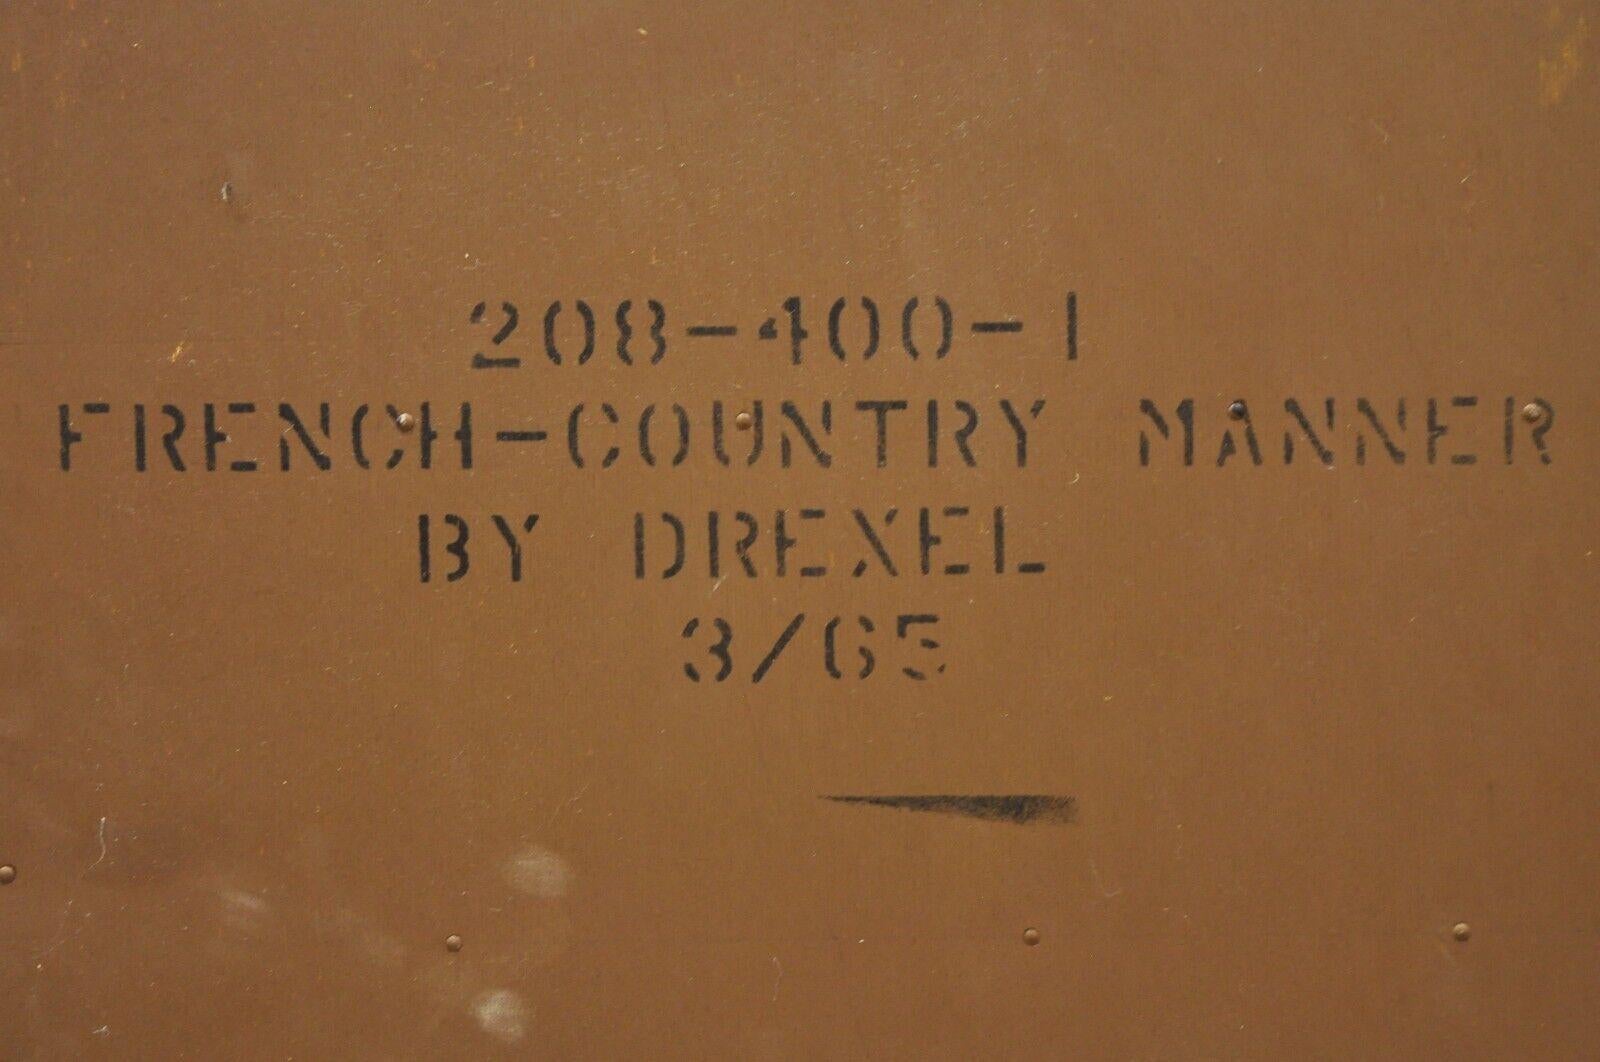 208-400-1
FRENCH-COUNTRY MANNER
BY DREXEL
3/65